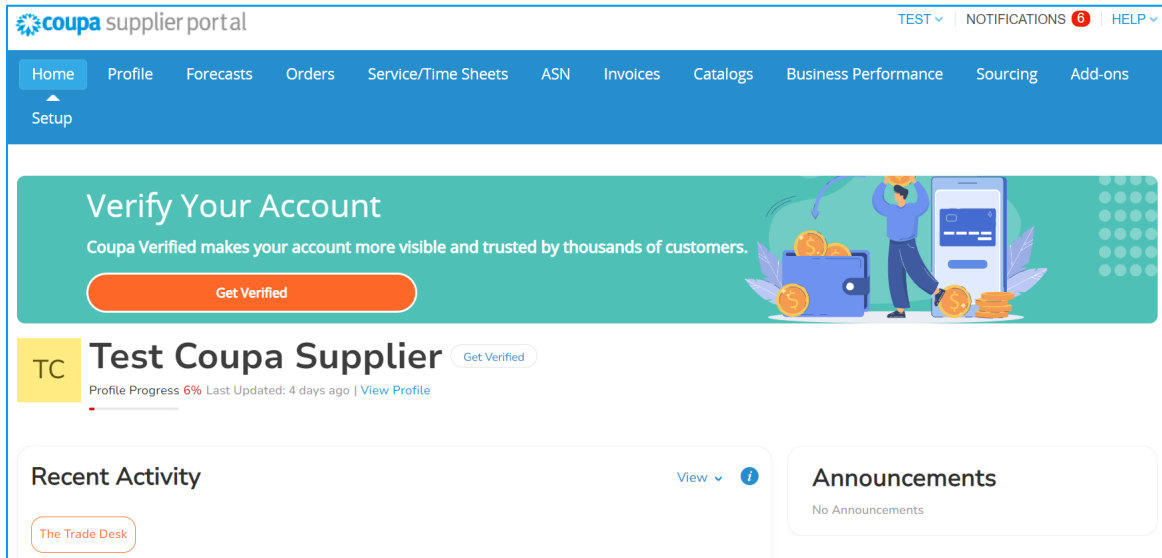 coupa supplier portal
TEST NOTIFICATIONS 6 HELP
Home Profile Forecasts Orders Service/Time Sheets ASN Invoices Catalogs Business Performance Sourcing Add-ons
Setup
Verify Your Account
Coupa Verified makes your account more visible and trusted by thousands of customers.
Get Verified
TC
Test Coupa Supplier Get Verified
Profile Progress 6% Last Updated: 4 days ago | View Profile
Recent Activity View i
Announcements
No Announcements
The Trade Desk